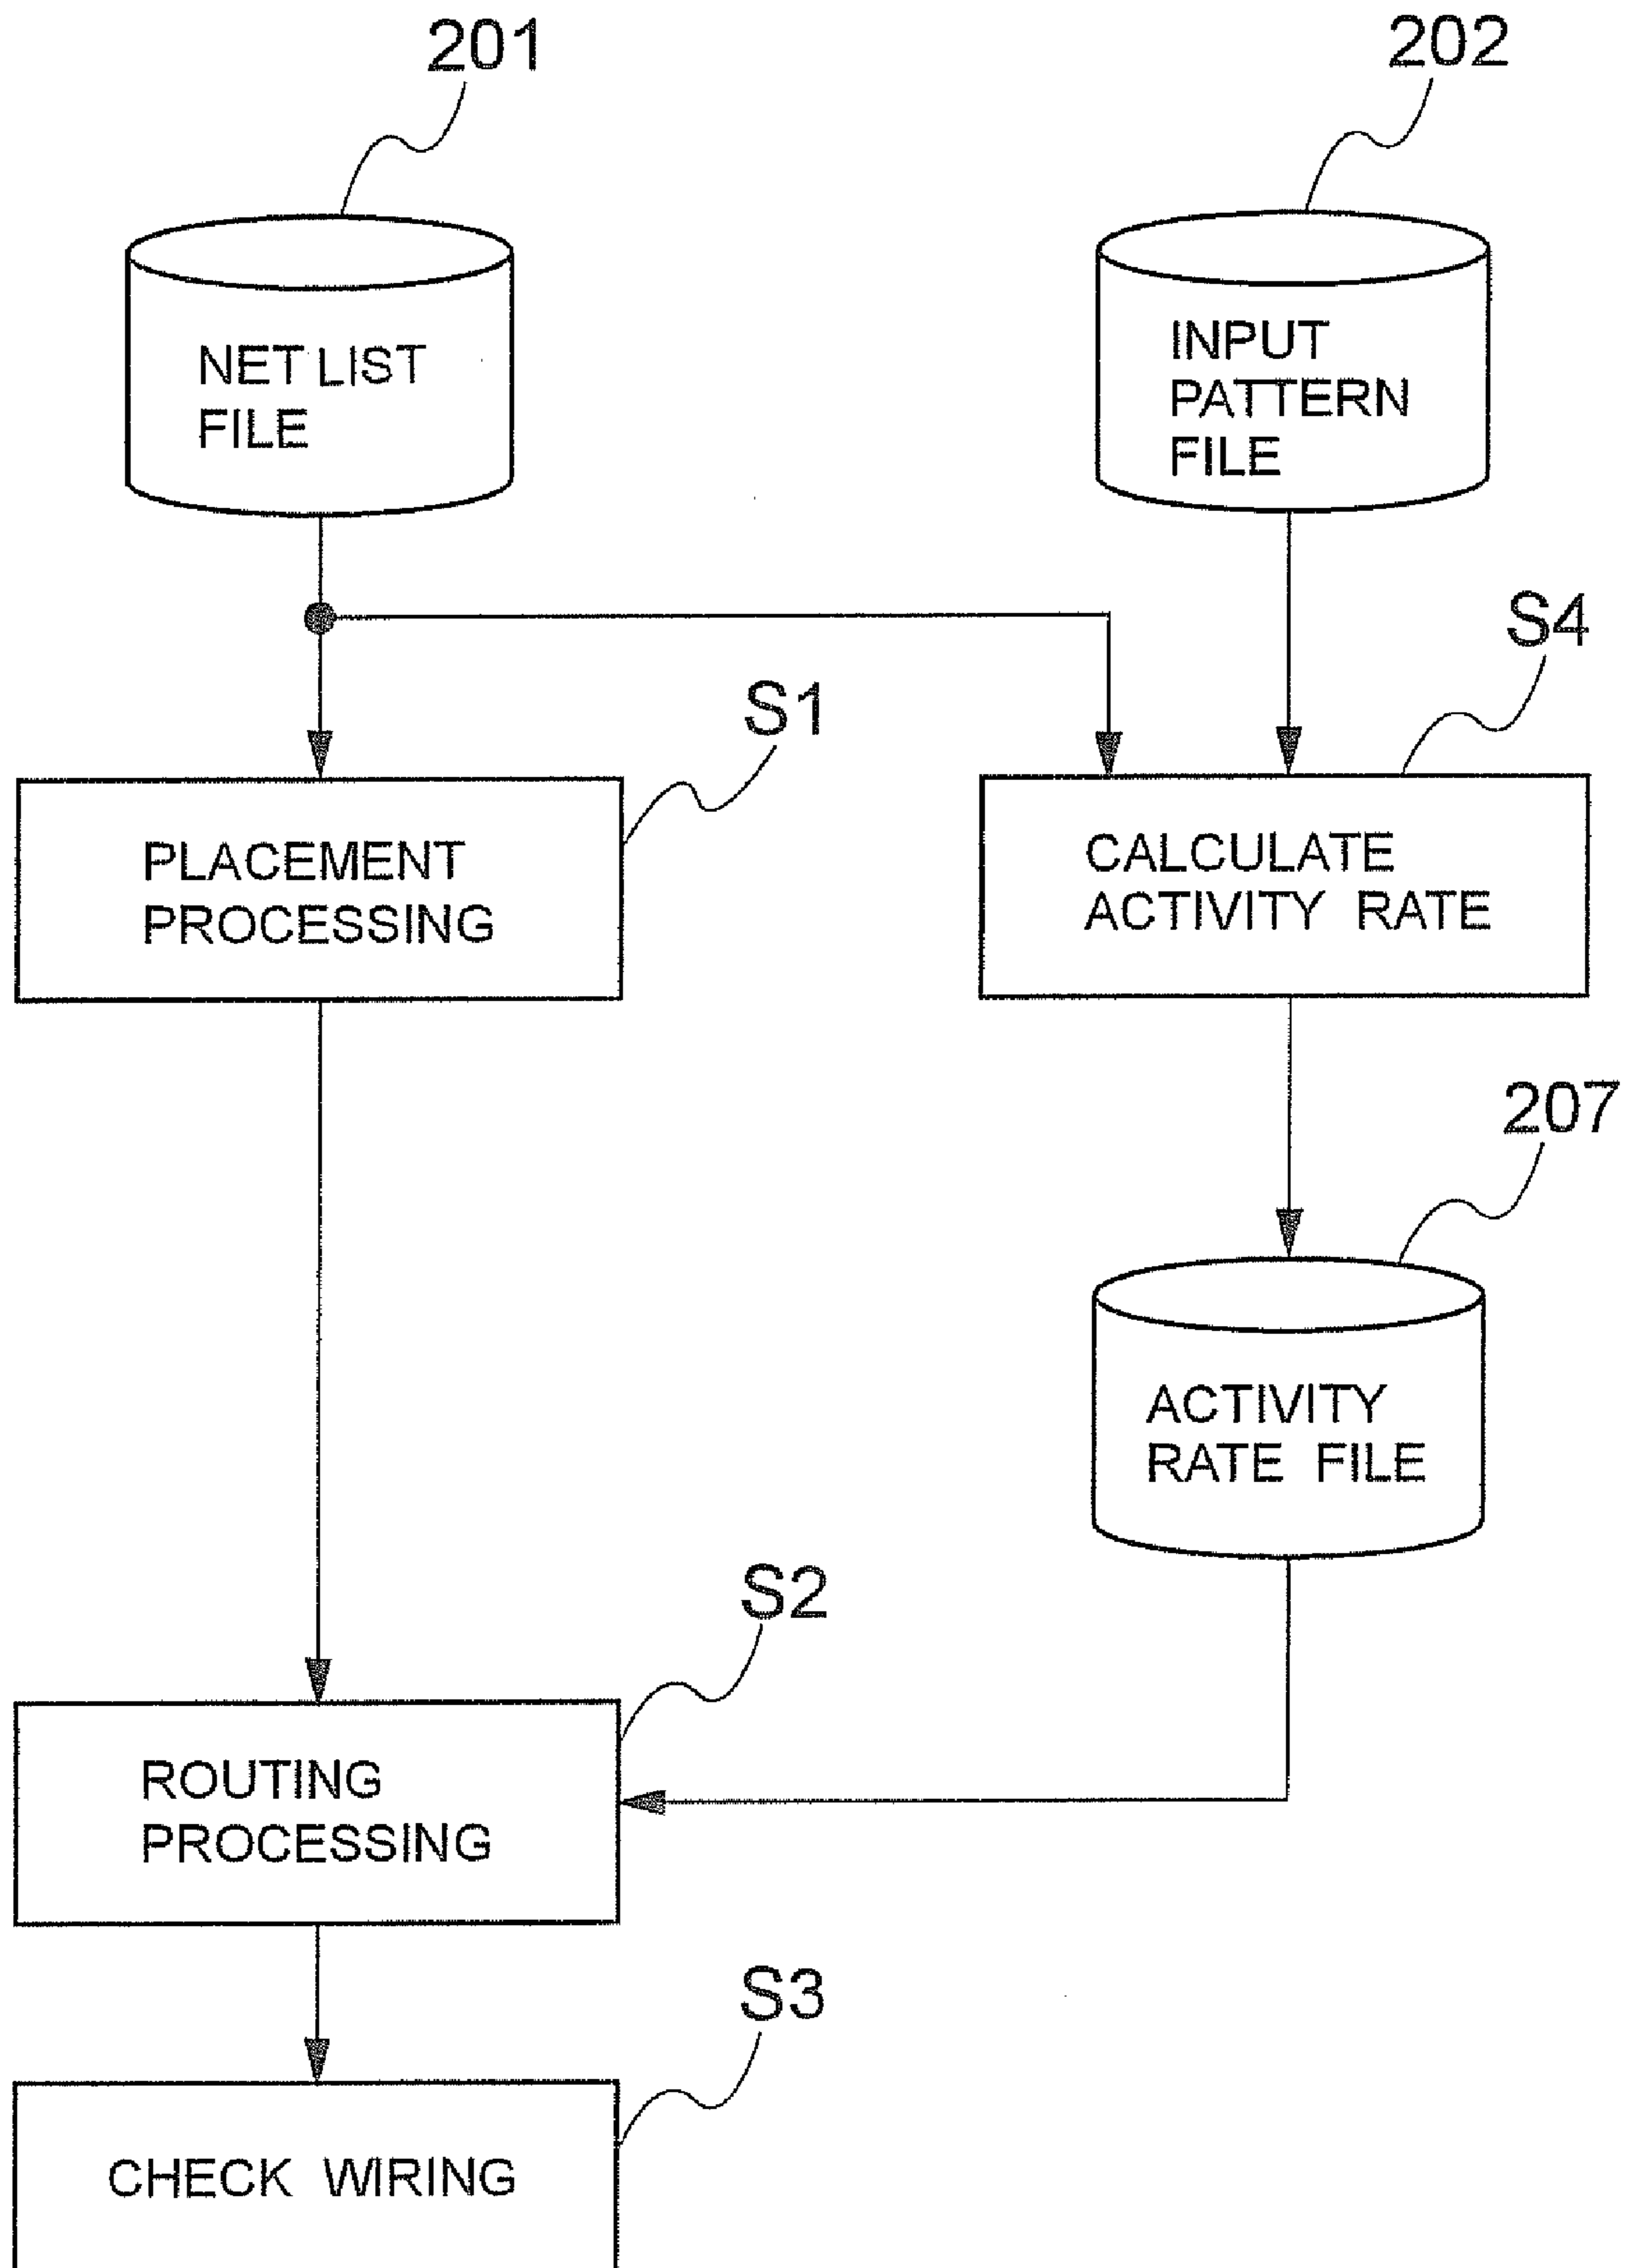 201
202
NET LIST
FILE
INPUT
PATTERN
FILE
S4
S1
PLACEMENT
PROCESSING
CALCULATE
ACTIVITY RATE
207
ACTIVITY
RATE FILE
S2
ROUTING
PROCESSING
S3
CHECK WIRING